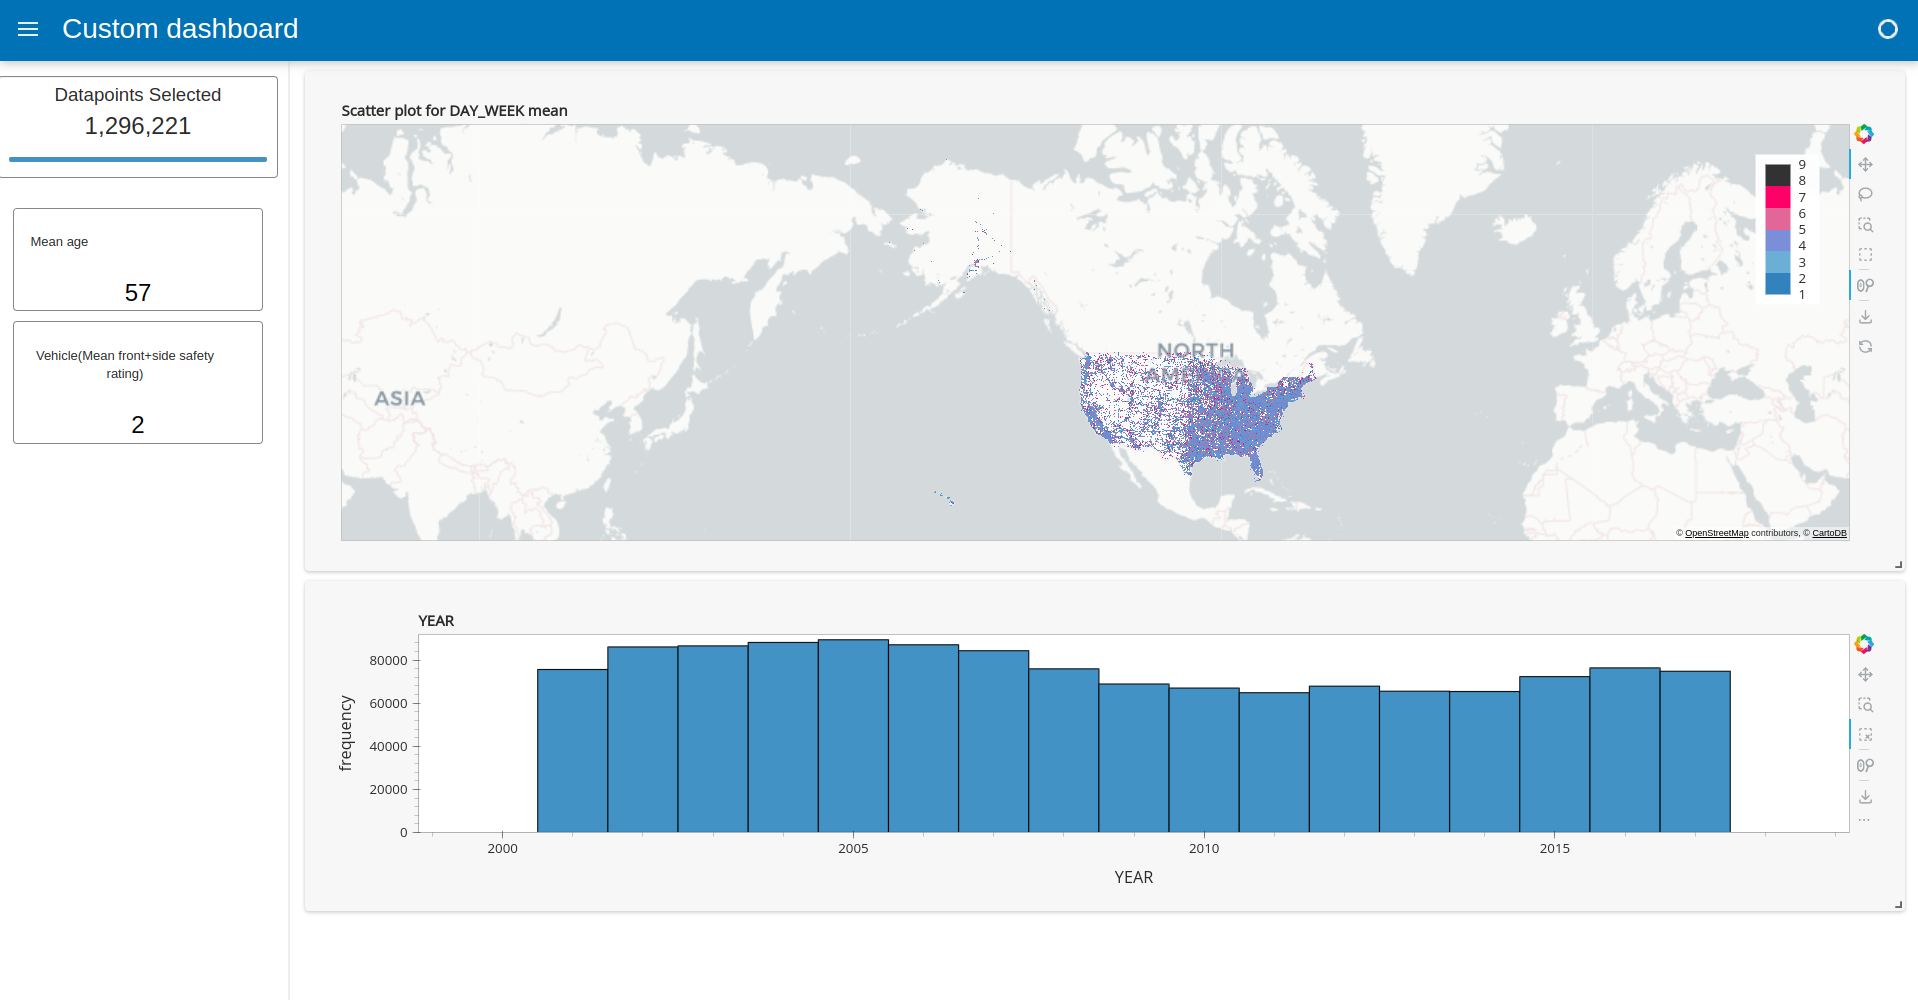 Custom dashboard
Datapoints Selected
1,296,221
Mean age
57
Vehicle(Mean front+side safety
rating)
2
Scatter plot for DAY_WEEK mean
9
8
7
6
5
4
3
2
1
NORTH
AMERICA
ASIA
© OpenStreetMap contributors, © CartoDB
YEAR
frequency
80000
60000
40000
20000
0
2000
2005
2010
2015
YEAR